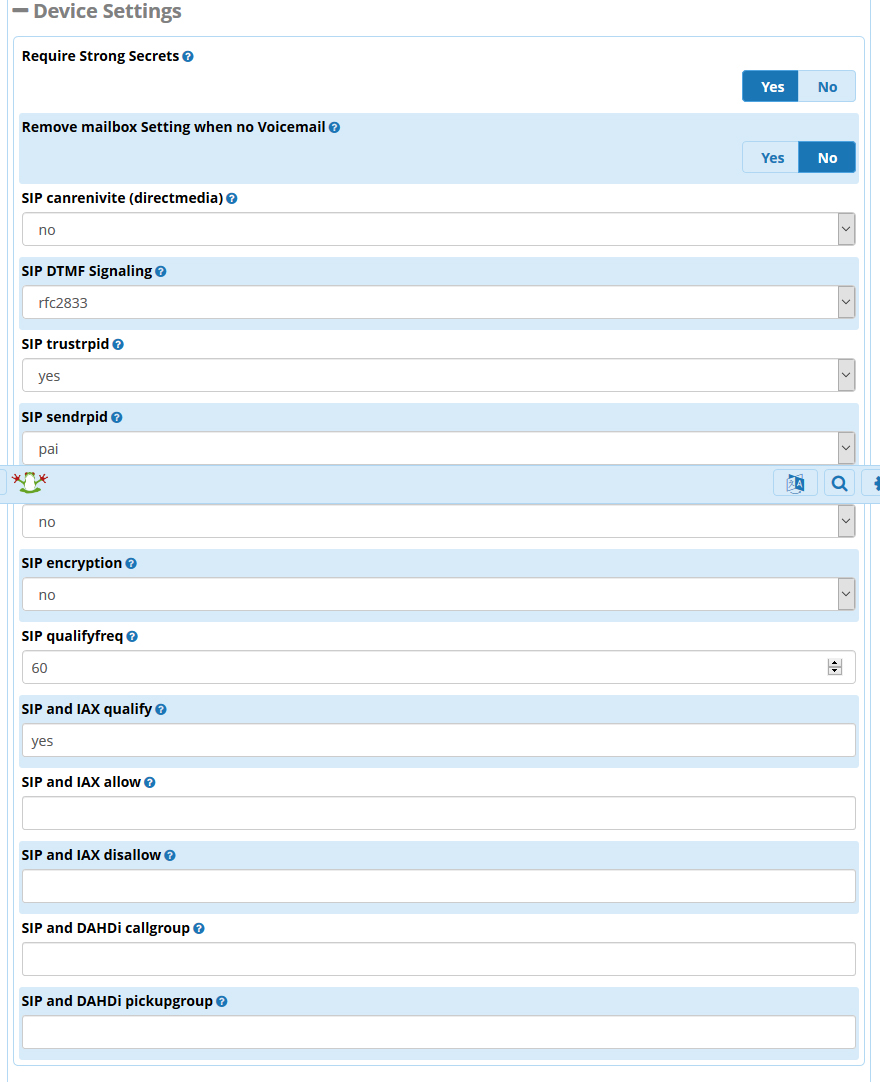 Device Settings
Require Strong Secrets
Yes No
Remove mailbox Setting when no Voicemail
Yes No
SIP canrenivite (directmedia)
no
SIP DTMF Signaling
rfc2833
SIP trustrpid
yes
SIP sendrpid
pai
no
SIP encryption
no
SIP qualifyfreq
60
SIP and IAX qualify
yes
SIP and IAX allow
SIP and IAX disallow
SIP and DAHDi callgroup
SIP and DAHDi pickupgroup